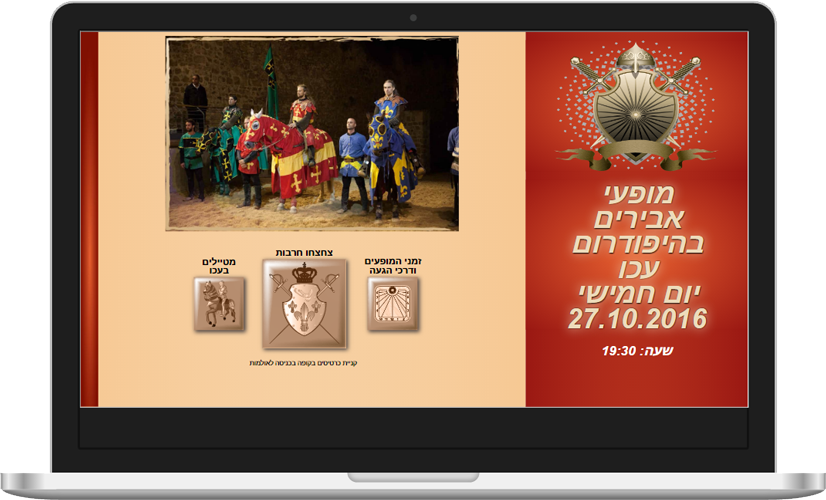 מופעי
אבירים
בהיפודרום
עכו
יום חמישי
27.10.2016
שעה: 19:30
זמני המופעים
ודרכי הגעה
צחצחו חרבות
מטיילים
בעכו
קניית כרטיסים בקופה בכניסה לאולמות